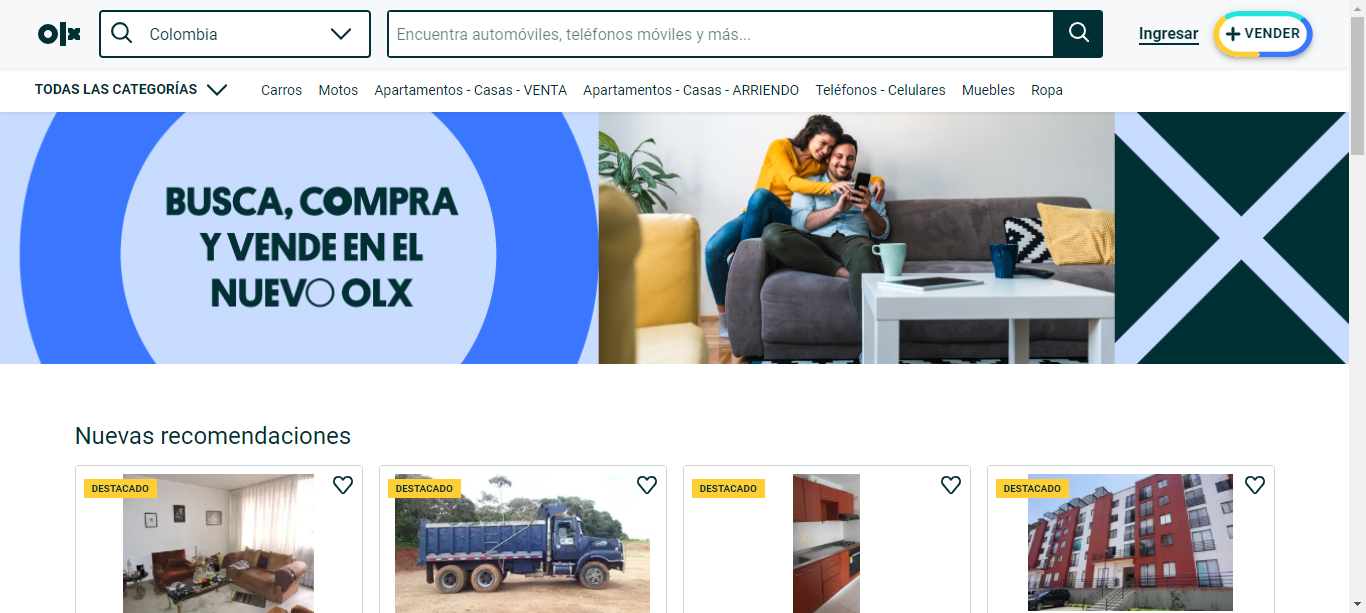 olx
Colombia
Encuentra automóviles, teléfonos móviles y más...
Ingresar
VENDER
TODAS LAS CATEGORÍAS
Carros
Motos
Apartamentos - Casas - VENTA
Apartamentos - Casas - ARRIENDO
Teléfonos - Celulares
Muebles
Ropa
BUSCA, COMPRA
Y VENDE EN EL
NUEVO OLX
Nuevas recomendaciones
DESTACADO
DESTACADO
DESTACADO
DESTACADO